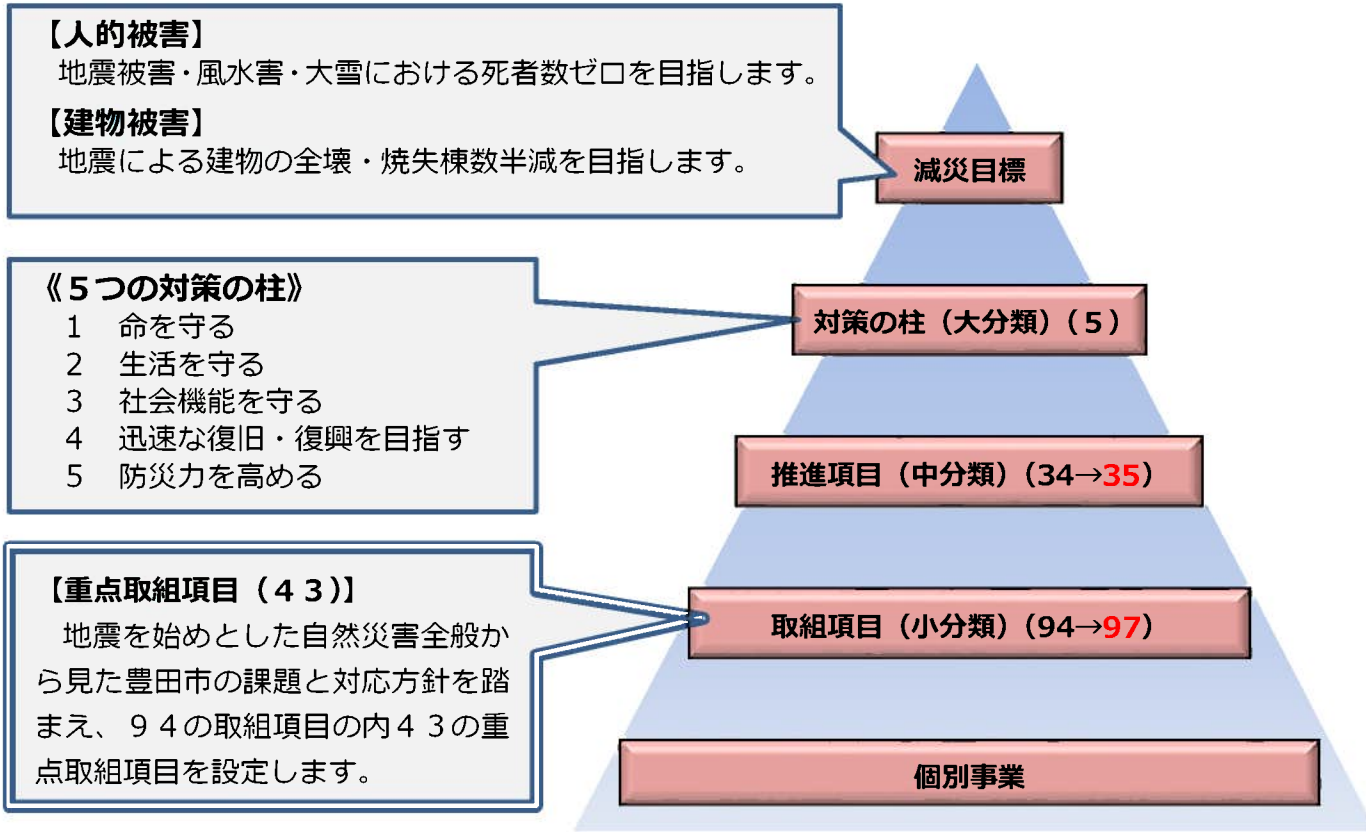 【人的被害】
地震被害・風水害・大雪における死者数ゼロを目指します。
【建物被害】
地震による建物の全壊・焼失棟数半減を目指します。
減災目標
《５つの対策の柱》
1 命を守る
2 生活を守る
3 社会機能を守る
4 迅速な復旧・復興を目指す
5 防災力を高める
対策の柱（大分類）（５）
推進項目（中分類）（34→35）
【重点取組項目（４３）】
地震を始めとした自然災害全般か
ら見た豊田市の課題と対応方針を踏
まえ、９４の取組項目の内４３の重
点取組項目を設定します。
取組項目（小分類）（94→97）
個別事業